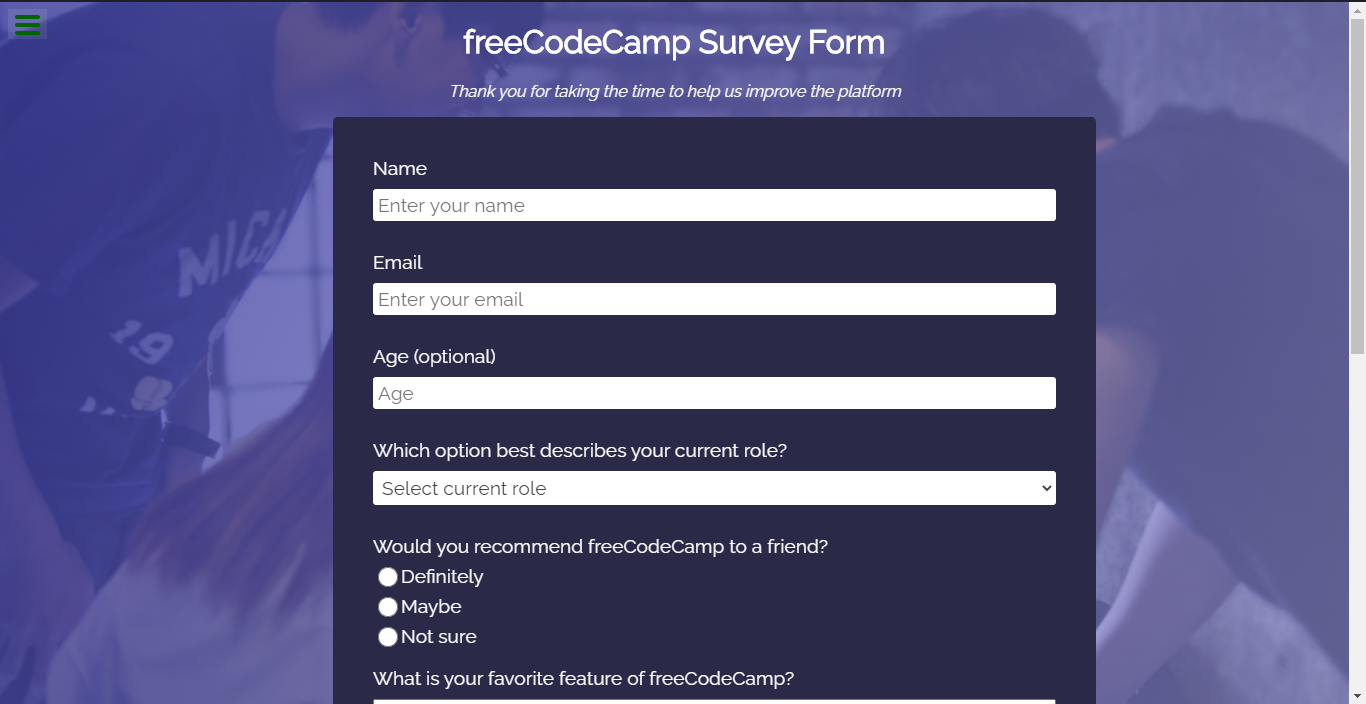 freeCodeCamp Survey Form
Thank you for taking the time to help us improve the platform
Name
Enter your name
Email
Enter your email
Age (optional)
Age
Which option best describes your current role?
Select current role
Would you recommend freeCodeCamp to a friend?
Definitely
Maybe
Not sure
What is your favorite feature of freeCodeCamp?
MICH
19